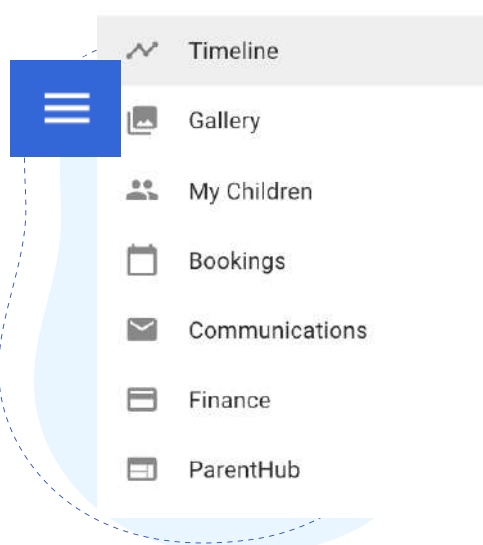 Timeline
Gallery
My Children
Bookings
Communications
Finance
ParentHub